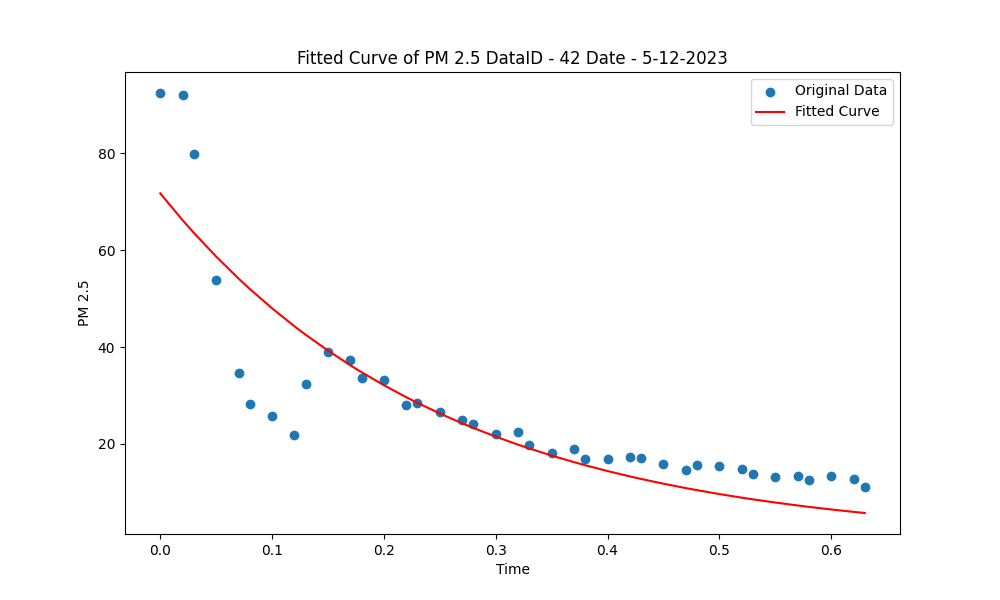 Fitted Curve of PM 2.5 DataID - 42 Date - 5-12-2023
Original Data
Fitted Curve
80
60
40
20
PM 2.5
0.0 0.1 0.2 0.3 0.4 0.5 0.6
Time